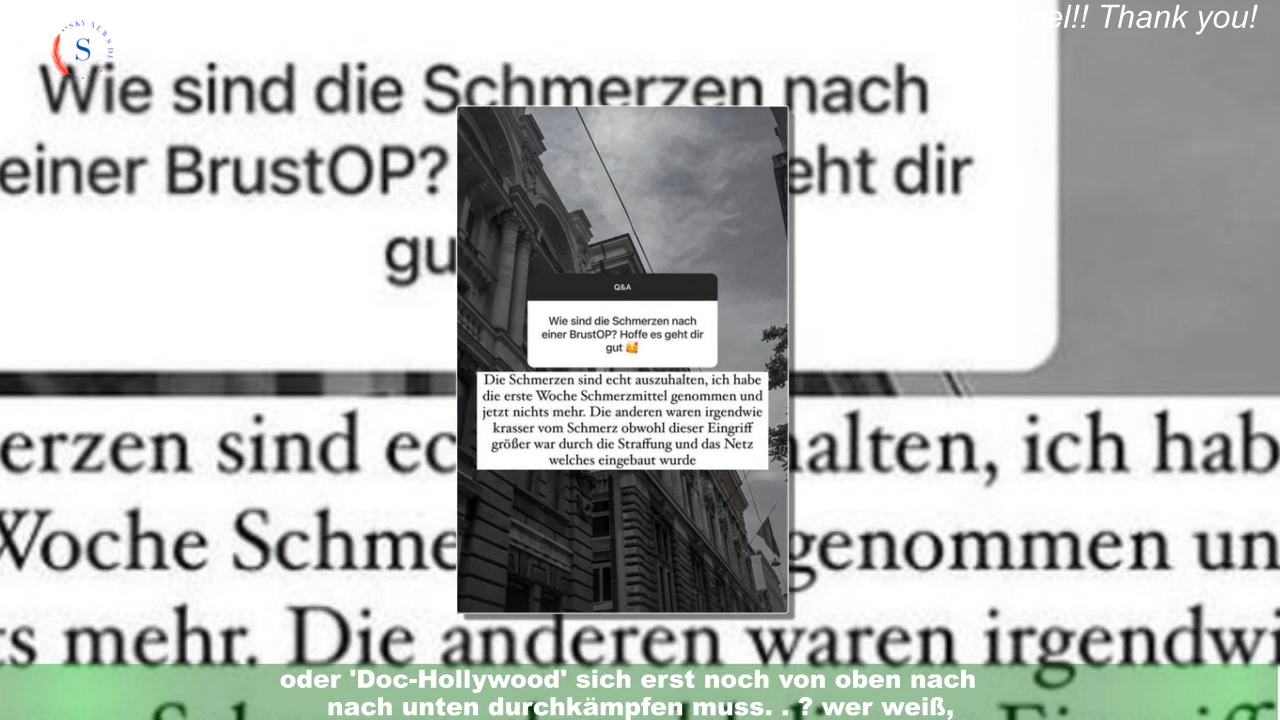 el!! Thank you!
SKY NEWS
S
Wie sind die Schmerzen nach
einer BrustOP? eht dir
gu
Q&A
Wie sind die Schmerzen nach
einer BrustOP? Hoffe es geht dir
gut 🥰
Die Schmerzen sind echt auszuhalten, ich habe
die erste Woche Schmerzmittel genommen und
jetzt nichts mehr. Die anderen waren irgendwie
krasser vom Schmerz obwohl dieser Eingriff
größer war durch die Straffung und das Netz
welches eingebaut wurde
erzen sind ec alten, ich hab
Woche Schme genommen un
ts mehr. Die anderen waren irgendwi
oder 'Doc-Hollywood' sich erst noch von oben nach
nach unten durchkämpfen muss. . ? wer weiß,